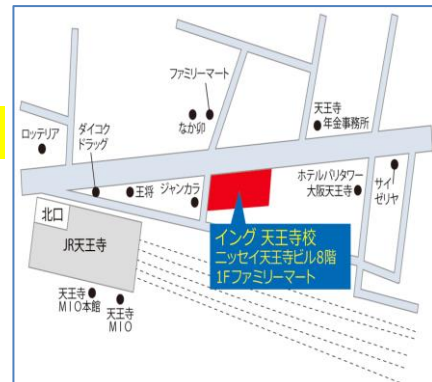 ファミリーマート
ダイコク
ドラッグ
ロッテリア
なか卯
天王寺
年金事務所
王将
ジャンカラ
ホテルバリタワー
大阪天王寺
サイ
ゼリヤ
北口
JR天王寺
イング 天王寺校
ニッセイ天王寺ビル8階
1Fファミリーマート
天王寺
MIO本館
天王寺
MIO